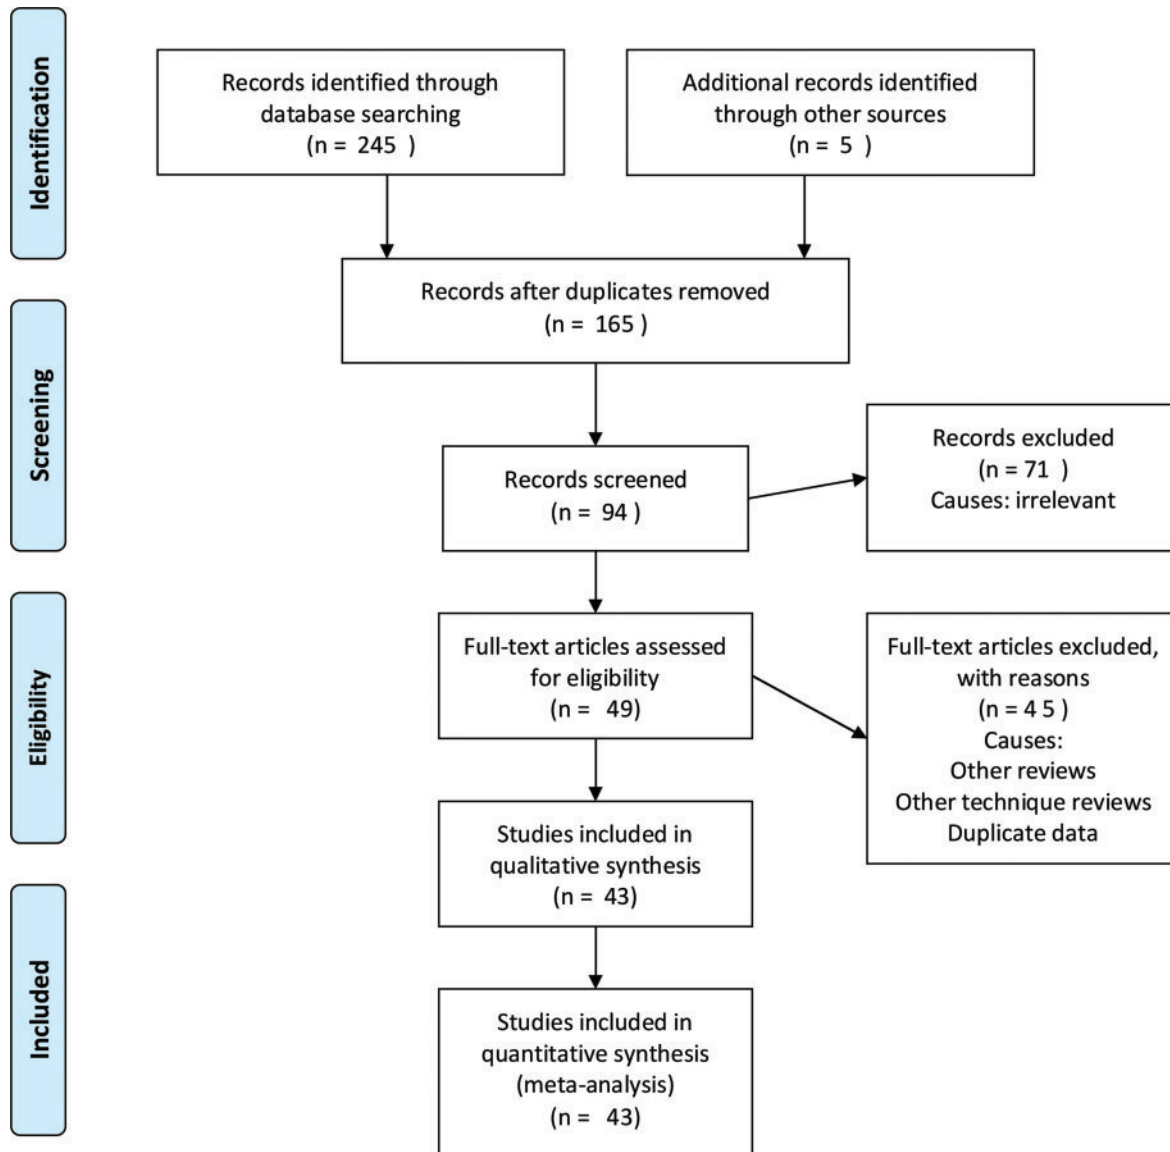 Identification
Records identified through
database searching
(n = 245 )
Additional records identified
through other sources
(n = 5 )
Records after duplicates removed
(n = 165 )
Screening
Records screened
(n = 94 )
Records excluded
(n = 71 )
Causes: irrelevant
Eligibility
Full-text articles assessed
for eligibility
(n = 49)
Full-text articles excluded,
with reasons
(n = 4 5 )
Causes:
Other reviews
Other technique reviews
Duplicate data
Studies included in
qualitative synthesis
(n = 43)
Included
Studies included in
quantitative synthesis
(meta-analysis)
(n = 43)